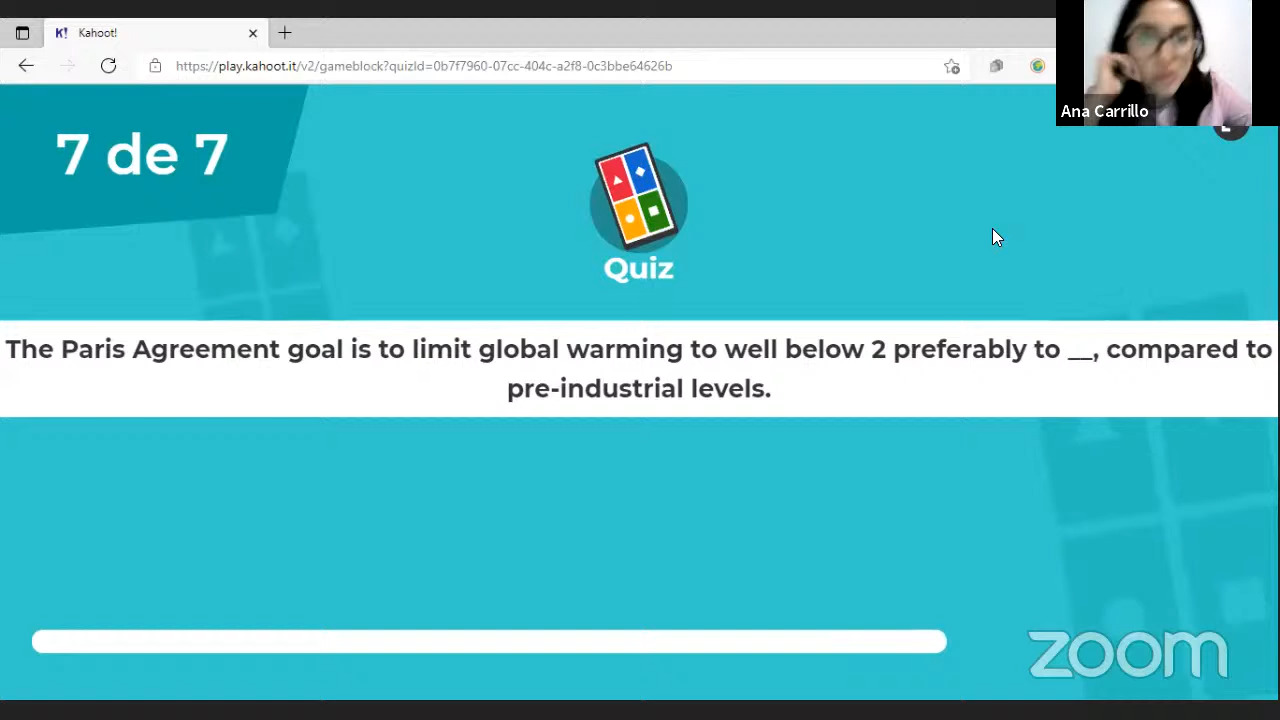 K! Kahoot!
https://play.kahoot.it/v2/gameblock?quizId=0b7f7960-07cc-404c-a2f8-0c3bbe64626b
Ana Carrillo
7 de 7
Quiz
The Paris Agreement goal is to limit global warming to well below 2 preferably to __, compared to
pre-industrial levels.
zoom